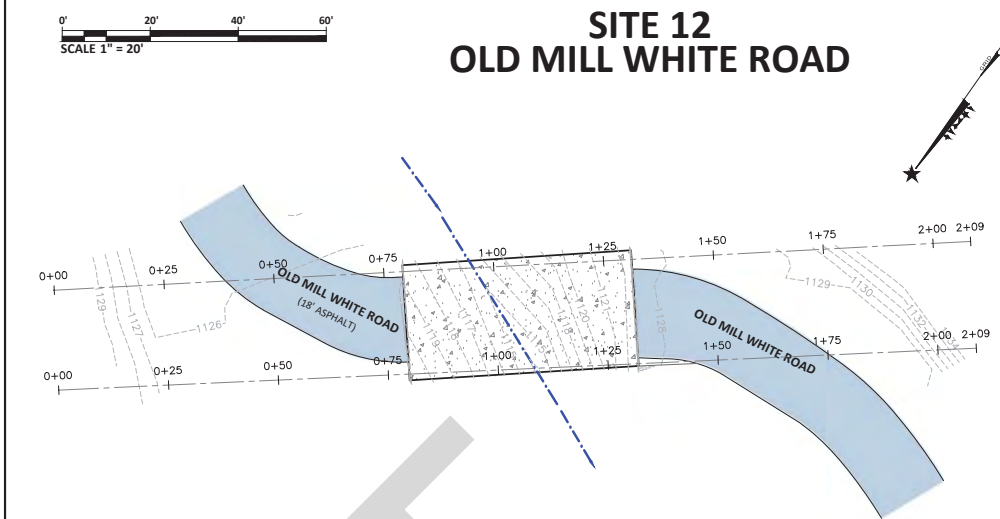 0' 20' 40' 60'
SCALE 1" = 20'
SITE 12
OLD MILL WHITE ROAD
GRID
0+00 0+25 0+50 0+75 1+00 1+25 1+50 1+75 2+00 2+09
OLD MILL WHITE ROAD
(18' ASPHALT)
OLD MILL WHITE ROAD
1129
1127
1126
1128
1129
1130
1132
0+00 0+25 0+50 0+75 1+00 1+25 1+50 1+75 2+00 2+09